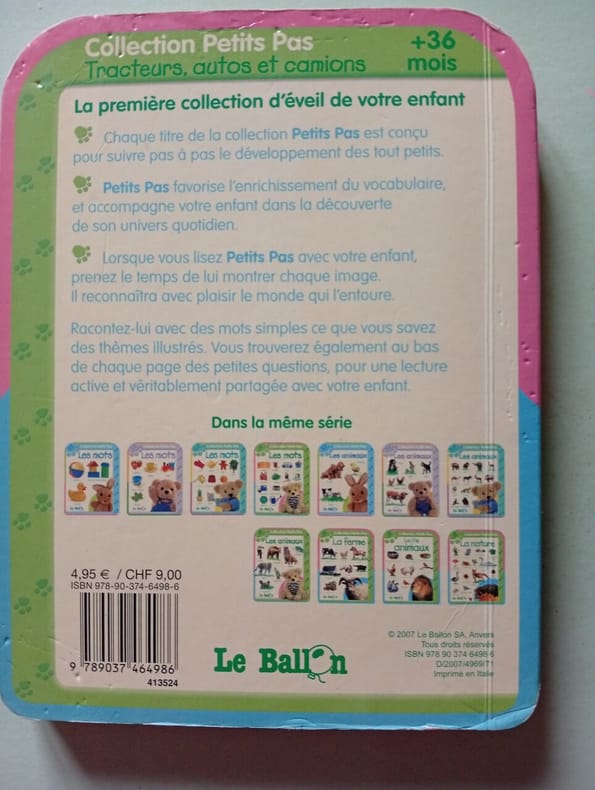 Collection Petits Pas
+36
Tracteurs, autos et camions
mois
La première collection d'éveil de votre enfant
Chaque titre de la collection Petits Pas est conçu
pour suivre pas à pas le développement des tout petits.
Petits Pas favorise l'enrichissement du vocabulaire,
et accompagne votre enfant dans la découverte
de son univers quotidien.
Lorsque vous lisez Petits Pas avec votre enfant,
prenez le temps de lui montrer chaque image.
Il reconnaîtra avec plaisir le monde qui l'entoure.
Racontez-lui avec des mots simples ce que vous savez
des thèmes illustrés. Vous trouverez également au bas
de chaque page des petites questions, pour une lecture
active et véritablement partagée avec votre enfant.
Dans la même série
Les mots
Les mots
Les mots
Les mots
Les animaux
Les animaux
Les animaux
Les animaux
La ferme
animaux
La nature
4,95 € / CHF 9,00
ISBN 978-90-374-6498-6
9 789037 464986
413524
Le Ballon
© 2007 Le Ballon SA, Anvers
Tous droits réservés
ISBN 978 90 374 6498 6
D/2007/4969/71
Imprimé en Italie